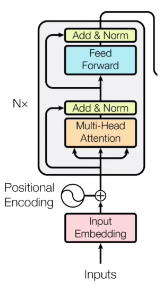 Add & Norm
Feed
Forward
N×
Add & Norm
Multi-Head
Attention
Positional
Encoding
Input
Embedding
Inputs